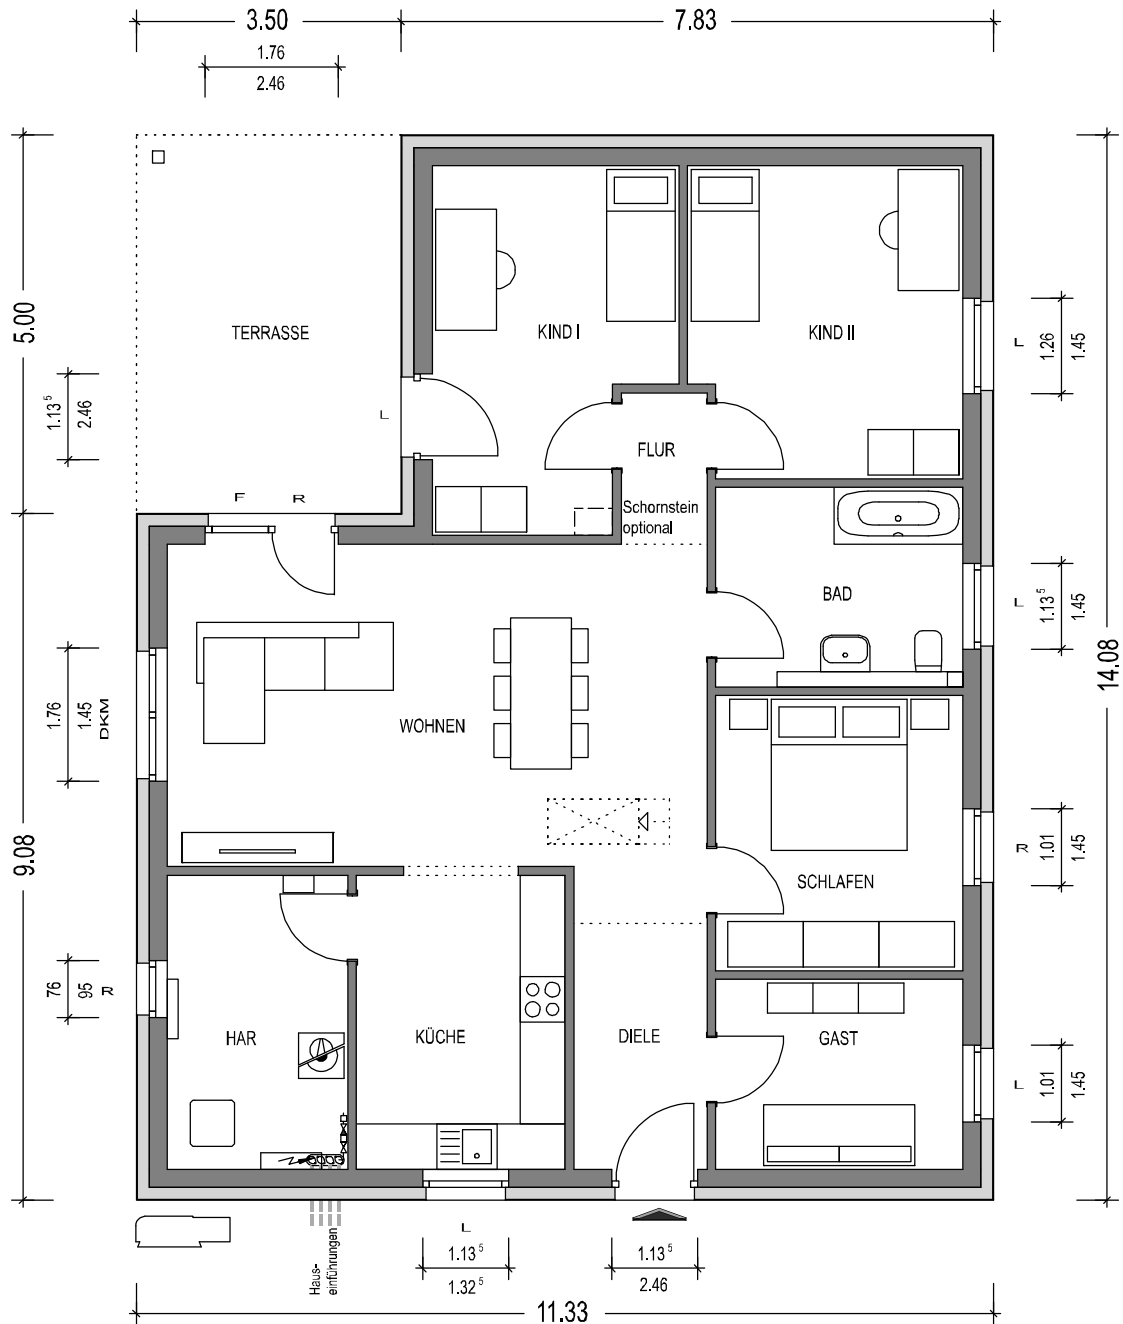 3.50
7.83
1.76
2.46
5.00
TERRASSE
KIND I
KIND II
L
1.26
1.45
1.13⁵
2.46
L
FLUR
F
R
Schornstein
optional
BAD
L
1.13⁵
1.45
14.08
1.76
1.45
DKM
WOHNEN
9.08
SCHLAFEN
R
1.01
1.45
76
95
R
HAR
KÜCHE
DIELE
GAST
L
1.01
1.45
Haus-
einführungen
L
1.13⁵
1.32⁵
1.13⁵
2.46
11.33